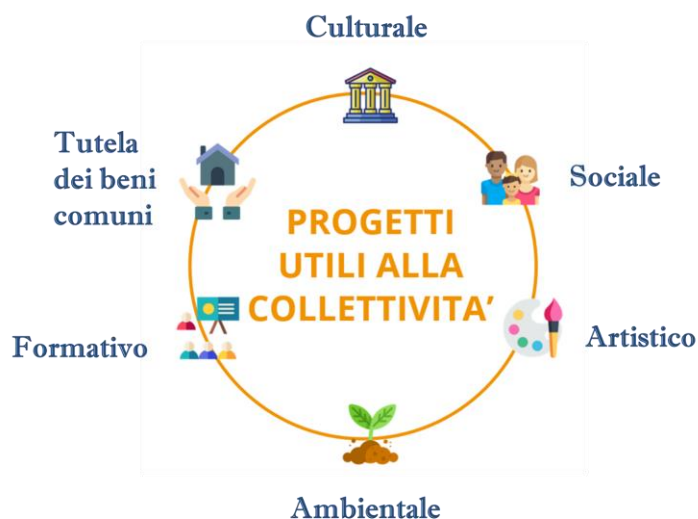 Culturale
Tutela
dei beni
comuni
Sociale
PROGETTI
UTILI ALLA
COLLETTIVITA’
Formativo
Artistico
Ambientale